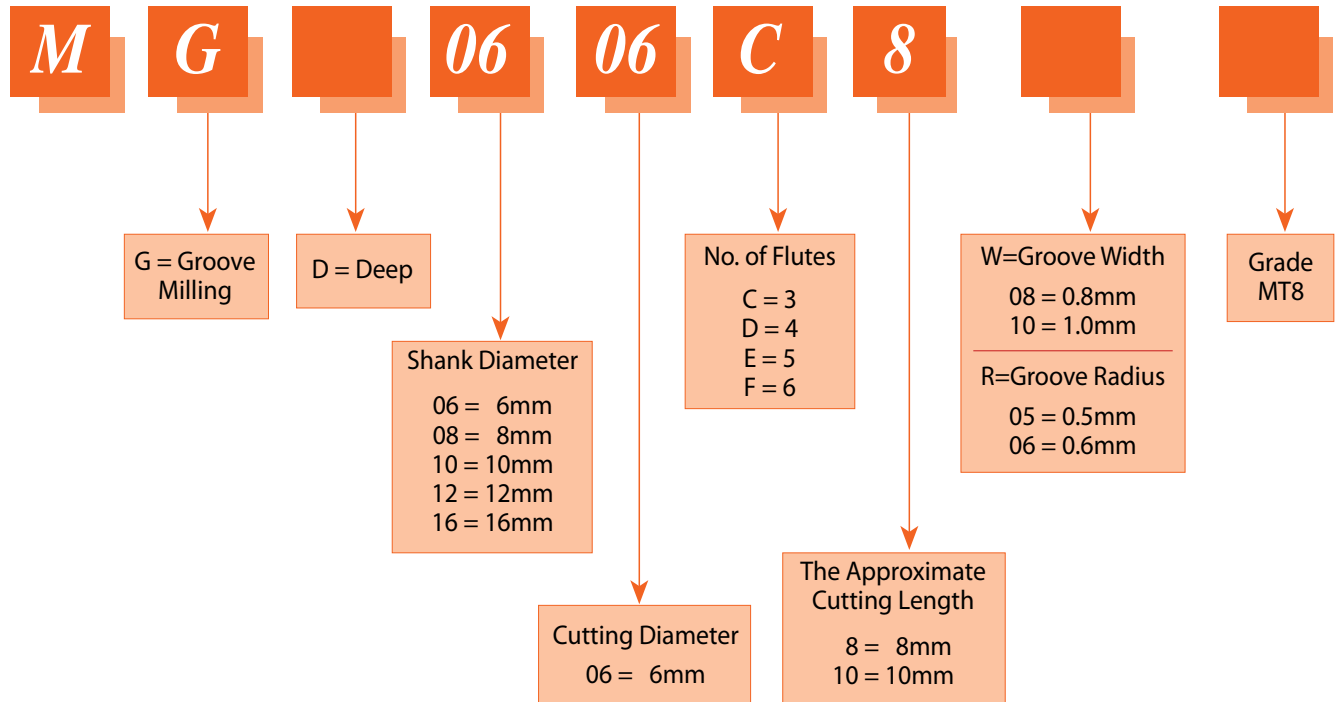 M G 06 06 C 8
G = Groove
Milling
D = Deep
Shank Diameter
06 = 6mm
08 = 8mm
10 = 10mm
12 = 12mm
16 = 16mm
Cutting Diameter
06 = 6mm
No. of Flutes
C = 3
D = 4
E = 5
F = 6
The Approximate
Cutting Length
8 = 8mm
10 = 10mm
W=Groove Width
08 = 0.8mm
10 = 1.0mm
R=Groove Radius
05 = 0.5mm
06 = 0.6mm
Grade
MT8